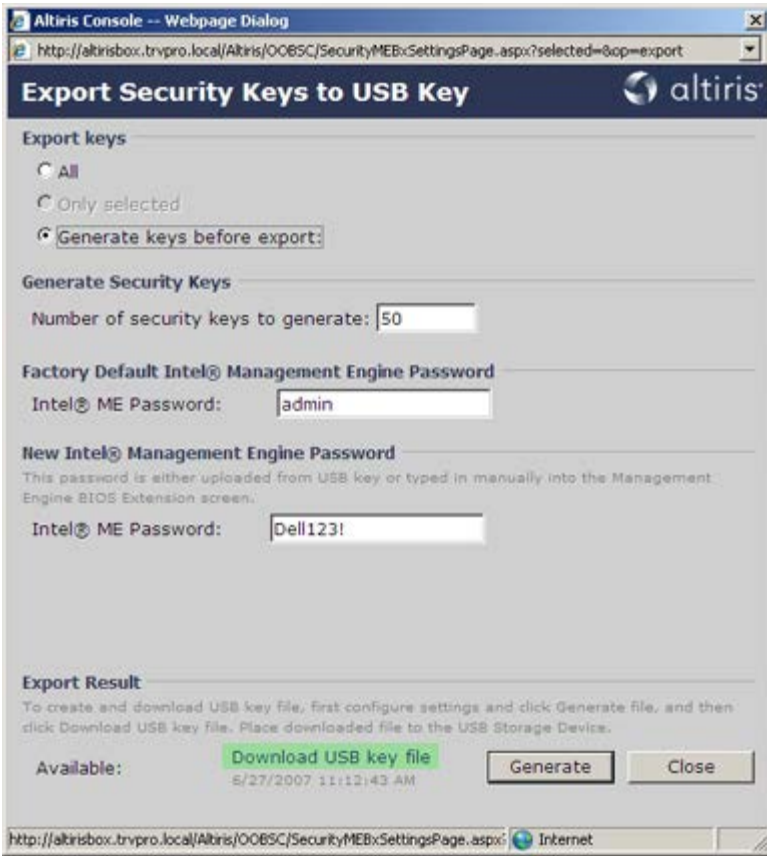 Altiris Console -- Webpage Dialog
http://altirisbox.trvpro.local/Altiris/OOBSC/SecurityMEBxSettingsPage.aspx?selected=&op=export
Export Security Keys to USB Key
altiris
Export keys
All
Only selected
Generate keys before export:
Generate Security Keys
Number of security keys to generate: 50
Factory Default Intel® Management Engine Password
Intel® ME Password: admin
New Intel® Management Engine Password
This password is either uploaded from USB key or typed in manually into the Management
Engine BIOS Extension screen.
Intel® ME Password: Dell123!
Export Result
To create and download USB key file, first configure settings and click Generate file, and then
click Download USB key file. Place downloaded file to the USB Storage Device.
Available: Download USB key file Generate Close
6/27/2007 11:12:43 AM
http://altirisbox.trvpro.local/Altiris/OOBSC/SecurityMEBxSettingsPage.aspx? Internet